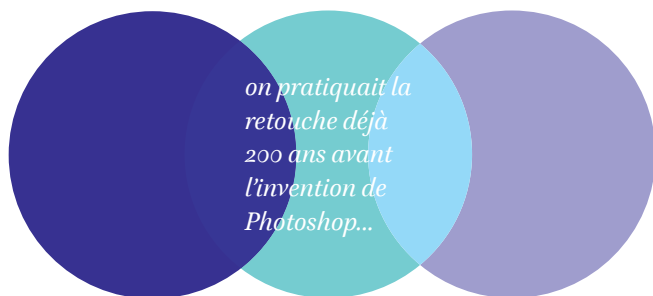 on pratiquait la
retouche déjà
200 ans avant
l’invention de
Photoshop...